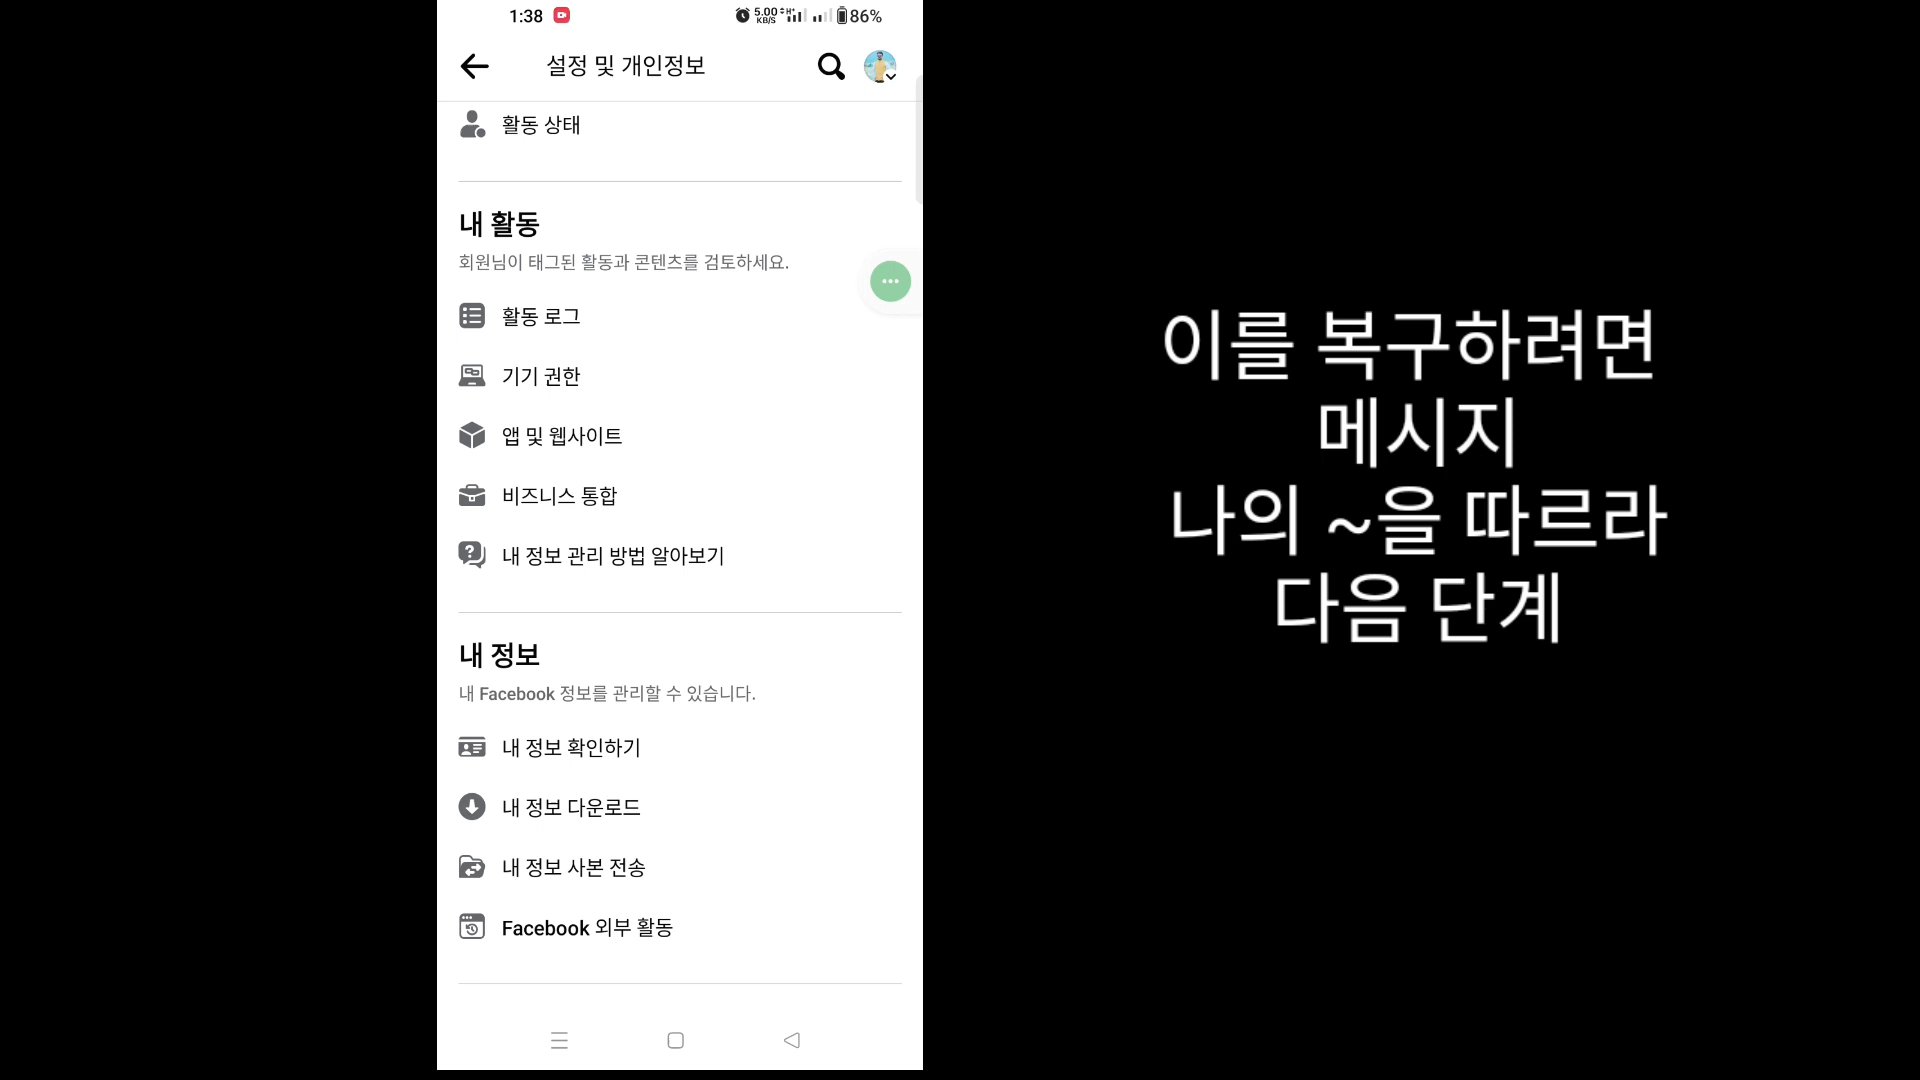 1:38
5.00 KB/S H+ 86%
설정 및 개인정보
활동 상태
내 활동
회원님이 태그된 활동과 콘텐츠를 검토하세요.
활동 로그
기기 권한
앱 및 웹사이트
비즈니스 통합
내 정보 관리 방법 알아보기
내 정보
내 Facebook 정보를 관리할 수 있습니다.
내 정보 확인하기
내 정보 다운로드
내 정보 사본 전송
Facebook 외부 활동
이를 복구하려면
메시지
나의 ~을 따르라
다음 단계